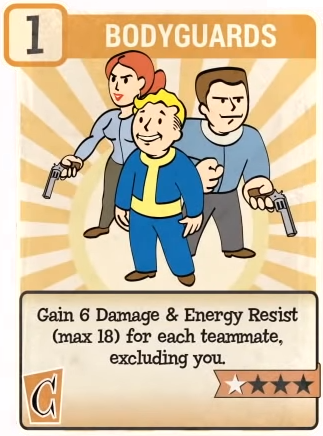 1
BODYGUARDS
Gain 6 Damage & Energy Resist
(max 18) for each teammate,
excluding you.
C